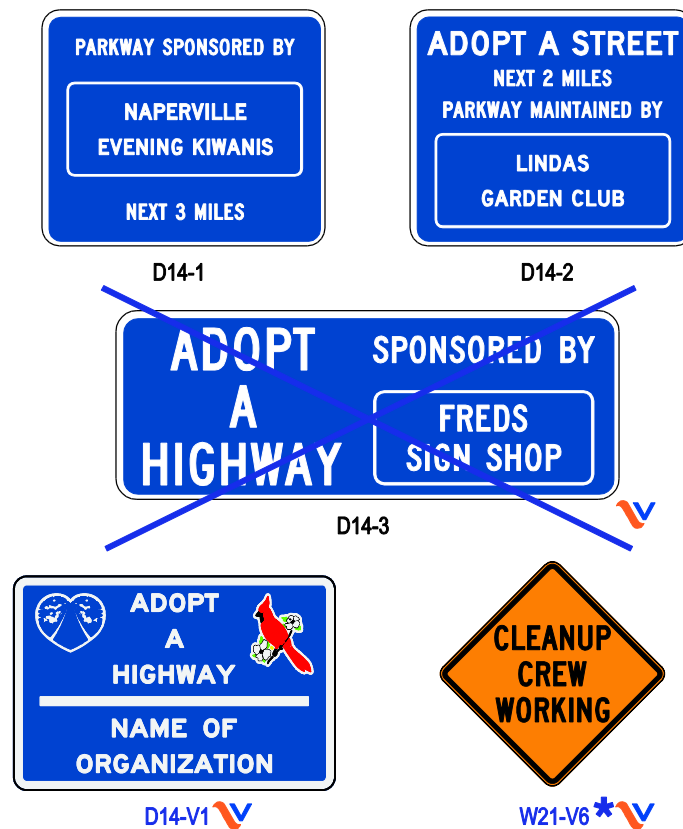 PARKWAY SPONSORED BY
NAPERVILLE
EVENING KIWANIS
NEXT 3 MILES
D14-1
ADOPT A STREET
NEXT 2 MILES
PARKWAY MAINTAINED BY
LINDAS
GARDEN CLUB
D14-2
ADOPT
A
HIGHWAY
SPONSORED BY
FREDS
SIGN SHOP
D14-3
ADOPT
A
HIGHWAY
NAME OF
ORGANIZATION
D14-V1
CLEANUP
CREW
WORKING
W21-V6*